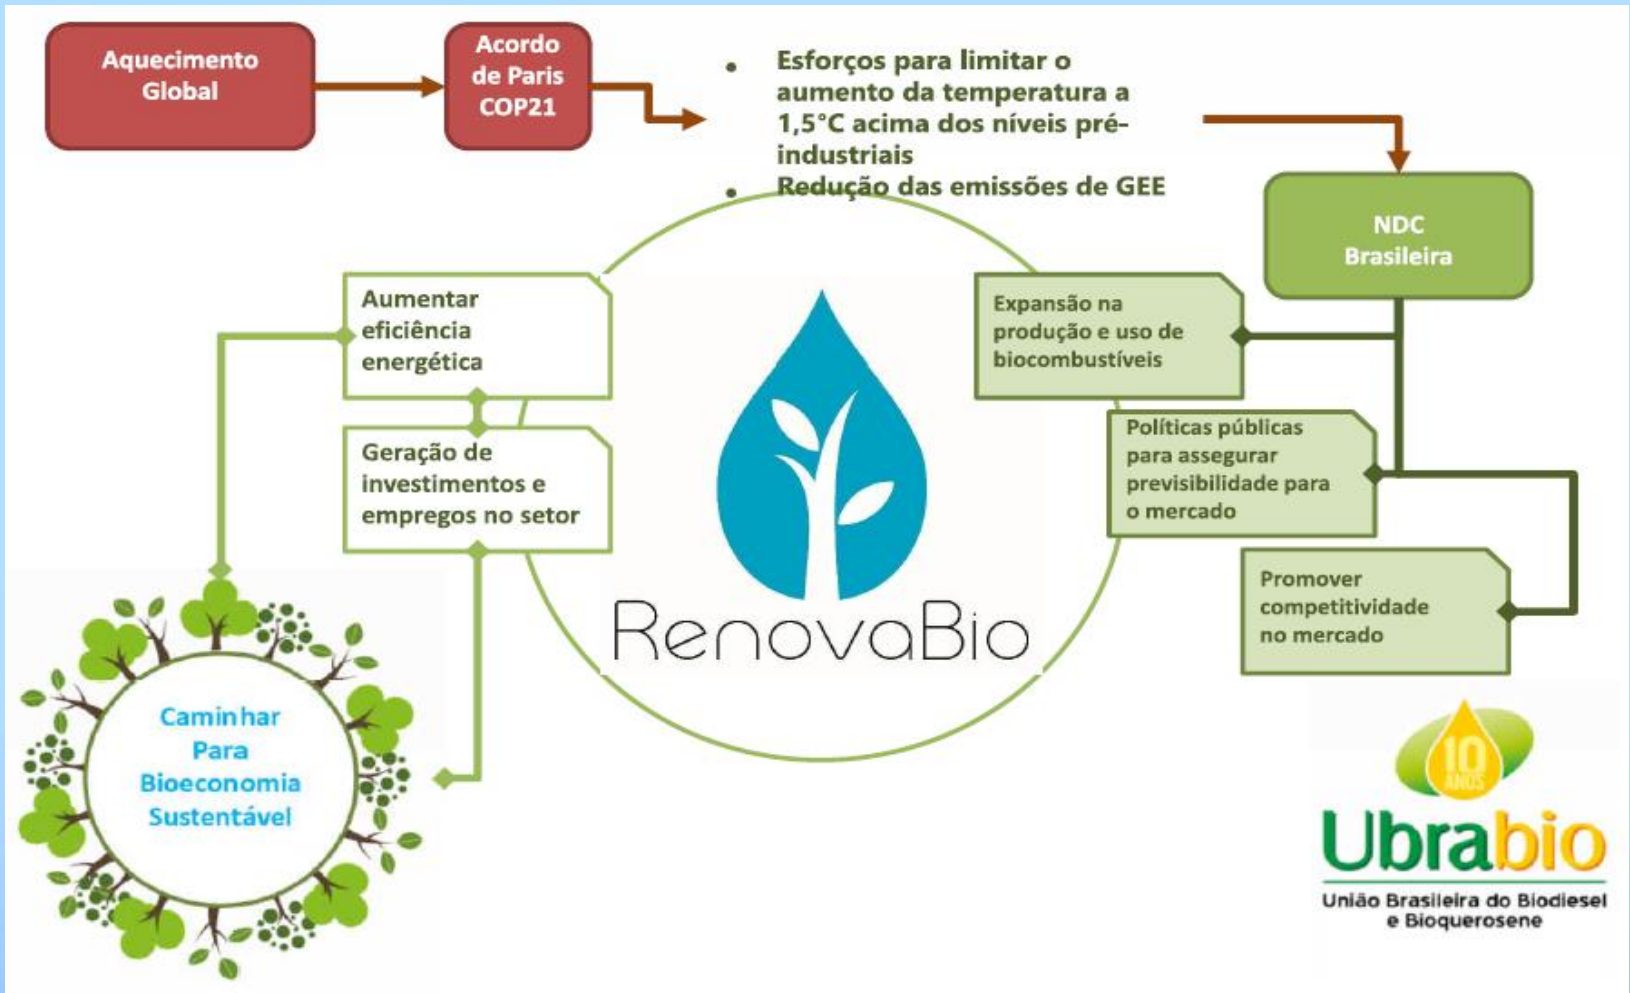 Aquecimento
Global
Acordo
de Paris
COP21
• Esforços para limitar o
aumento da temperatura a
1,5°C acima dos níveis pré-
industriais
• Redução das emissões de GEE
NDC
Brasileira
Aumentar
eficiência
energética
Geração de
investimentos e
empregos no setor
Expansão na
produção e uso de
biocombustíveis
Políticas públicas
para assegurar
previsibilidade para
o mercado
Promover
competitividade
no mercado
RenovaBio
Caminhar
Para
Bioeconomia
Sustentável
10
ANOS
Ubrabio
União Brasileira do Biodiesel
e Bioquerosene